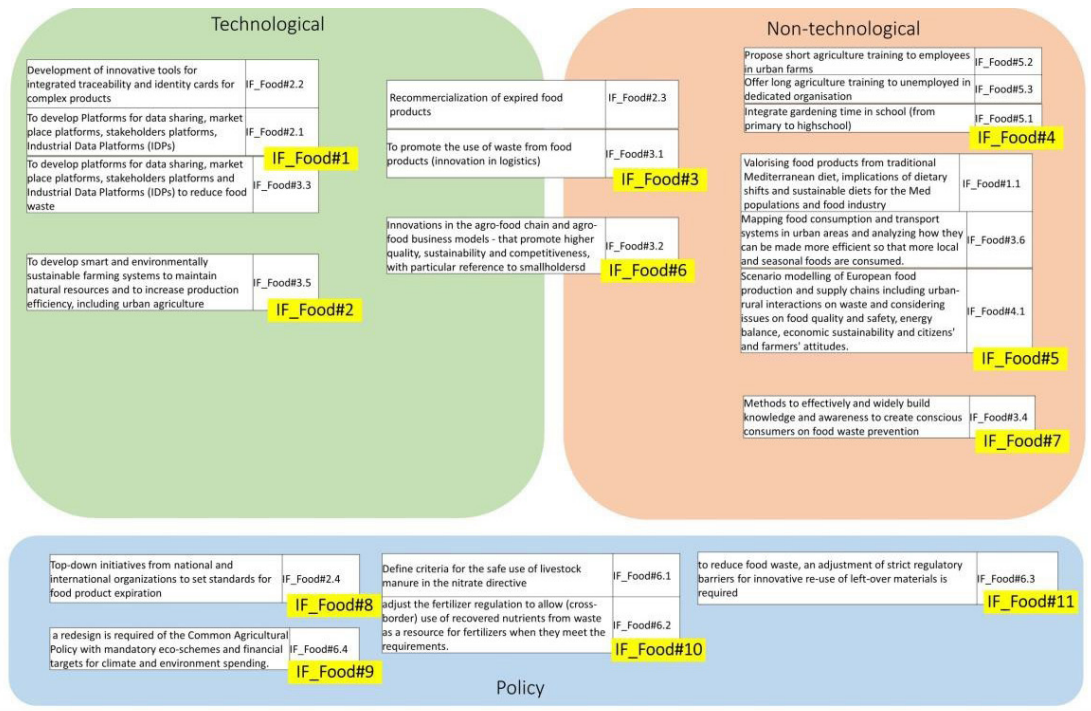 Technological
Development of innovative tools for
integrated traceability and identity cards for
complex products
IF_Food#2.2
To develop Platforms for data sharing, market
place platforms, stakeholders platforms,
Industrial Data Platforms (IDPs)
IF_Food#2.1
IF_Food#1
To develop platforms for data sharing, market
place platforms, stakeholders platforms and
Industrial Data Platforms (IDPs) to reduce food
waste
IF_Food#3.3
To develop smart and environmentally
sustainable farming systems to maintain
natural resources and to increase production
efficiency, including urban agriculture
IF_Food#3.5
IF_Food#2
Recommercialization of expired food
products
IF_Food#2.3
To promote the use of waste from food
products (innovation in logistics)
IF_Food#3.1
IF_Food#3
Innovations in the agro-food chain and agro-
food business models - that promote higher
quality, sustainability and competitiveness,
with particular reference to smallholdersd
IF_Food#3.2
IF_Food#6
Non-technological
Propose short agriculture training to employees
in urban farms
IF_Food#5.2
Offer long agriculture training to unemployed in
dedicated organisation
IF_Food#5.3
Integrate gardening time in school (from
primary to highschool)
IF_Food#5.1
IF_Food#4
Valorising food products from traditional
Mediterranean diet, implications of dietary
shifts and sustainable diets for the Med
populations and food industry
IF_Food#1.1
Mapping food consumption and transport
systems in urban areas and analyzing how they
can be made more efficient so that more local
and seasonal foods are consumed.
IF_Food#3.6
Scenario modelling of European food
production and supply chains including urban-
rural interactions on waste and considering
issues on food quality and safety, energy
balance, economic sustainability and citizens'
and farmers' attitudes.
IF_Food#4.1
IF_Food#5
Methods to effectively and widely build
knowledge and awareness to create conscious
consumers on food waste prevention
IF_Food#3.4
IF_Food#7
Top-down initiatives from national and
international organizations to set standards for
food product expiration
IF_Food#2.4
IF_Food#8
a redesign is required of the Common Agricultural
Policy with mandatory eco-schemes and financial
targets for climate and environment spending.
IF_Food#6.4
IF_Food#9
Define criteria for the safe use of livestock
manure in the nitrate directive
IF_Food#6.1
adjust the fertilizer regulation to allow (cross-
border) use of recovered nutrients from waste
as a resource for fertilizers when they meet the
requirements.
IF_Food#6.2
IF_Food#10
to reduce food waste, an adjustment of strict regulatory
barriers for innovative re-use of left-over materials is
required
IF_Food#6.3
IF_Food#11
Policy